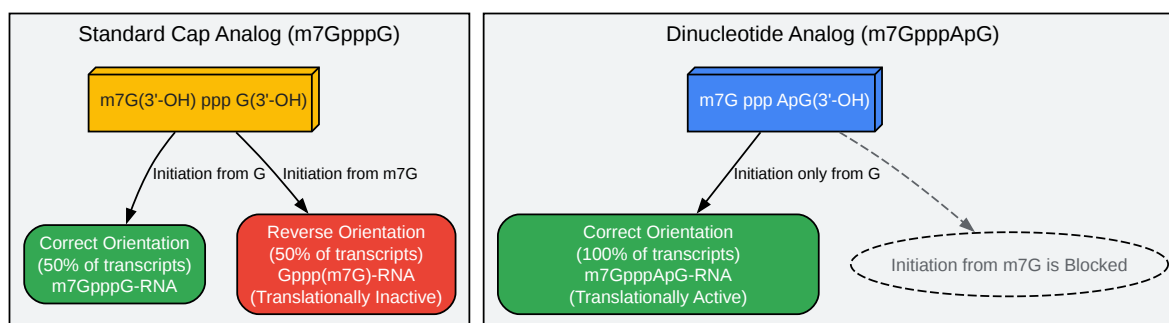 Standard Cap Analog (m7GpppG)
m7G(3'-OH) ppp G(3'-OH)
Initiation from G
Initiation from m7G
Correct Orientation
(50% of transcripts)
m7GpppG-RNA
Reverse Orientation
(50% of transcripts)
Gppp(m7G)-RNA
(Translationally Inactive)
Dinucleotide Analog (m7GpppApG)
m7G ppp ApG(3'-OH)
Initiation only from G
Correct Orientation
(100% of transcripts)
m7GpppApG-RNA
(Translationally Active)
Initiation from m7G is Blocked